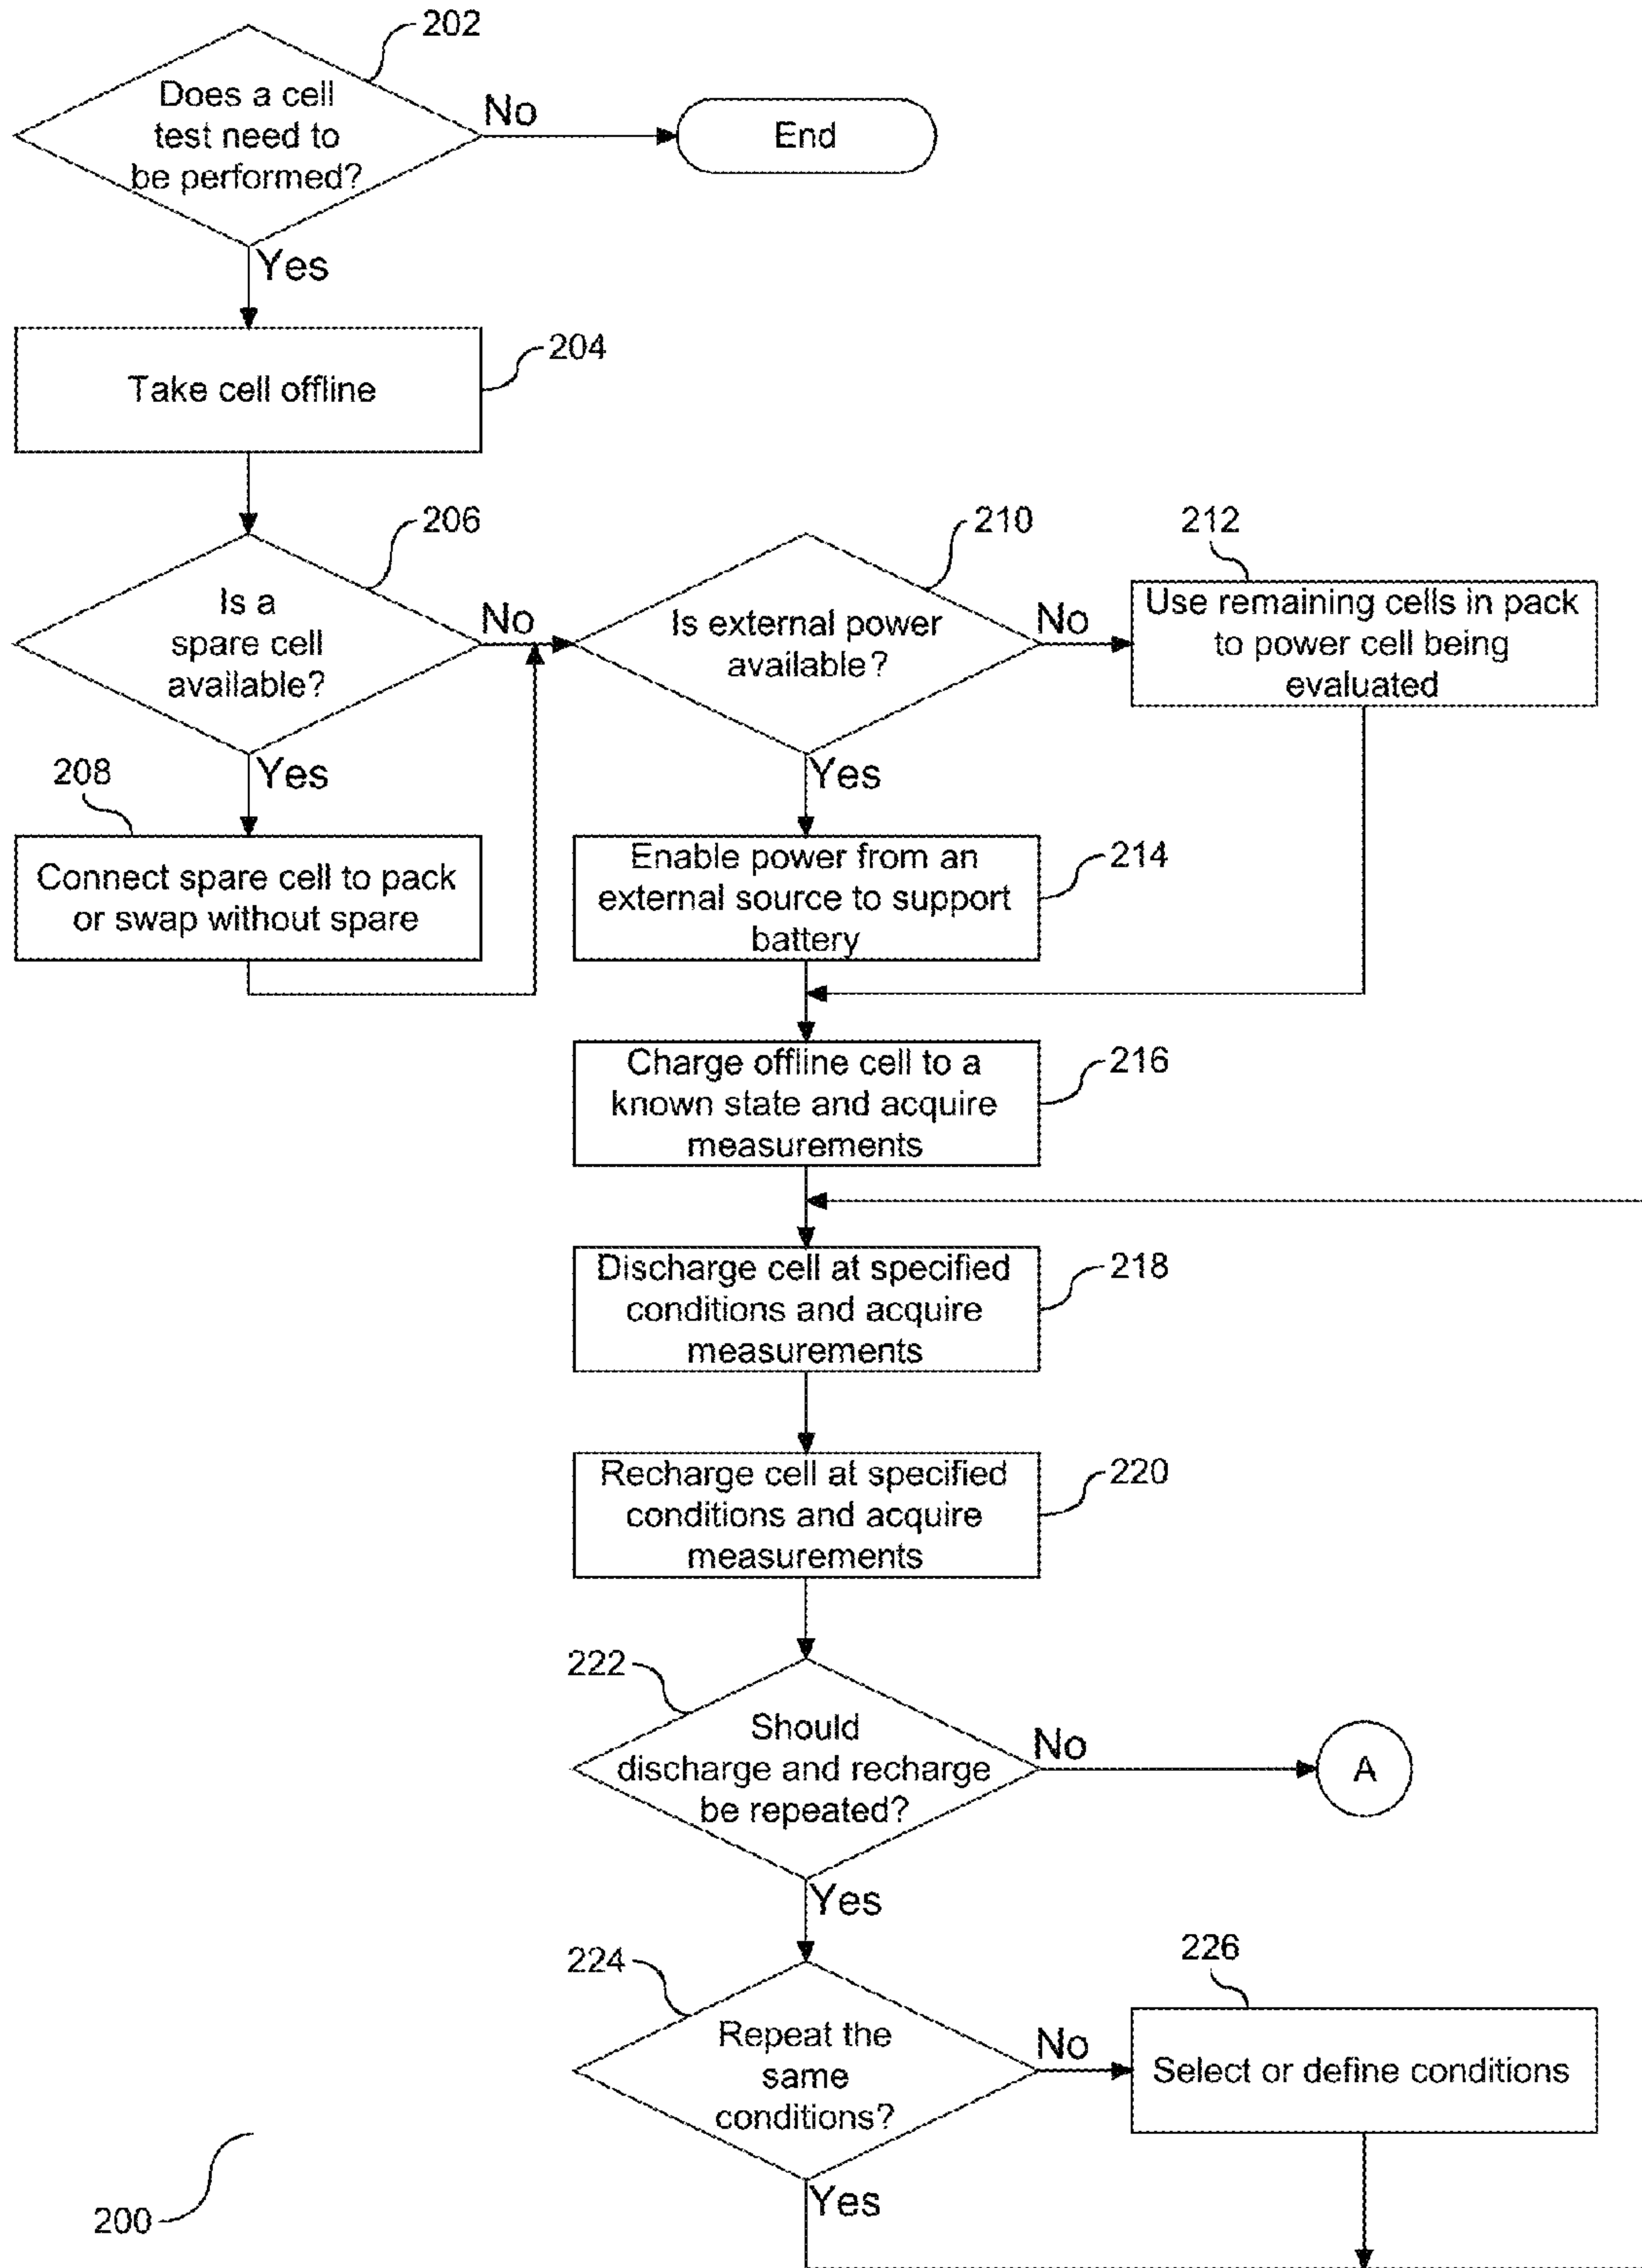 202
Does a cell
test need to
be performed?
No
End
Yes
204
Take cell offline
206
Is a
spare cell
available?
No
210
Is external power
available?
No
212
Use remaining cells in pack
to power cell being
evaluated
Yes
208
Connect spare cell to pack
or swap without spare
Yes
Enable power from an
external source to support
battery
214
Charge offline cell to a
known state and acquire
measurements
216
Discharge cell at specified
conditions and acquire
measurements
218
Recharge cell at specified
conditions and acquire
measurements
220
222
Should
discharge and recharge
be repeated?
No
A
Yes
224
Repeat the
same
conditions?
No
226
Select or define conditions
Yes
200